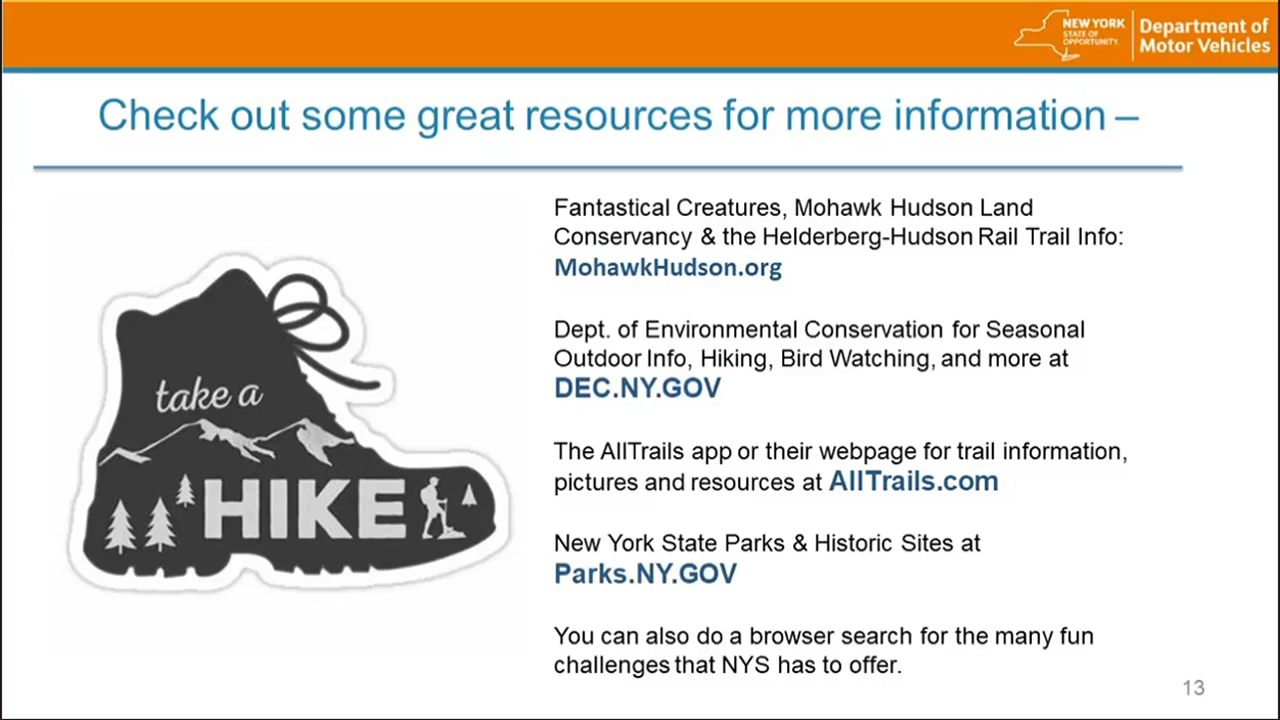 NEW YORK
STATE OF
OPPORTUNITY.
Department of
Motor Vehicles
Check out some great resources for more information –
Fantastical Creatures, Mohawk Hudson Land
Conservancy & the Helderberg-Hudson Rail Trail Info:
MohawkHudson.org
Dept. of Environmental Conservation for Seasonal
Outdoor Info, Hiking, Bird Watching, and more at
DEC.NY.GOV
The AllTrails app or their webpage for trail information,
pictures and resources at AllTrails.com
New York State Parks & Historic Sites at
Parks.NY.GOV
You can also do a browser search for the many fun
challenges that NYS has to offer.
take a
HIKE
13